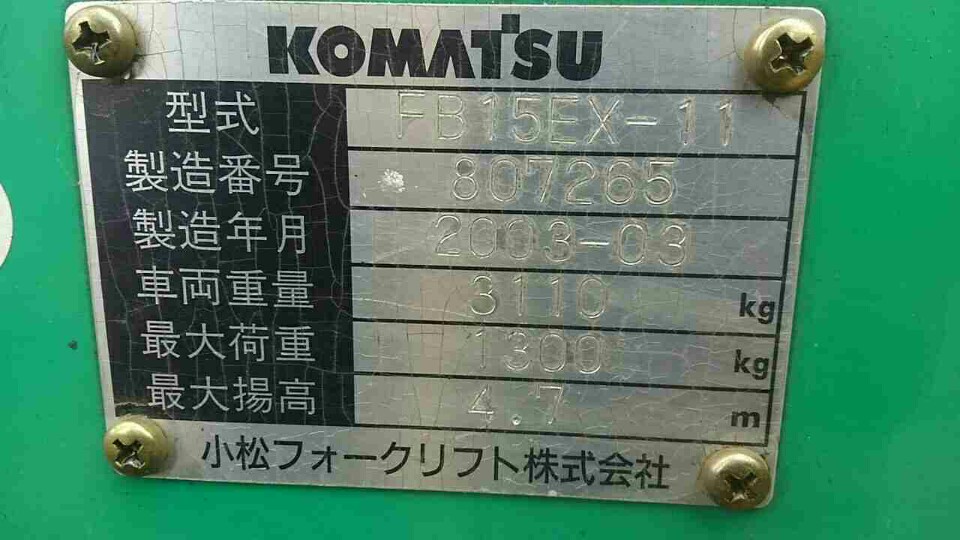 KOMATSU
型式 FB15EX-11
製造番号 807265
製造年月 2003-03
車両重量 3110 kg
最大荷重 1300 kg
最大揚高 4.7 m
小松フォークリフト株式会社